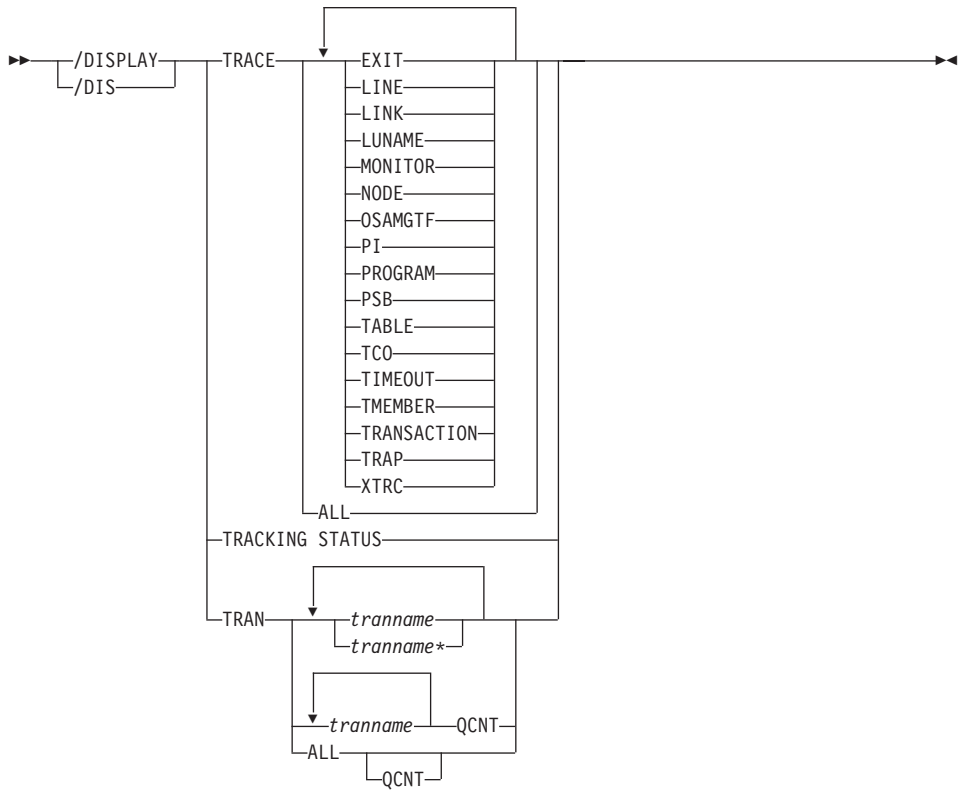 /DISPLAY TRACE EXIT
/DIS LINE
LINK
LUNAME
MONITOR
NODE
OSAMGTF
PI
PROGRAM
PSB
TABLE
TCO
TIMEOUT
TMEMBER
TRANSACTION
TRAP
XTRC
ALL
TRACKING STATUS
TRAN tranname
tranname*
tranname QCNT
ALL
QCNT